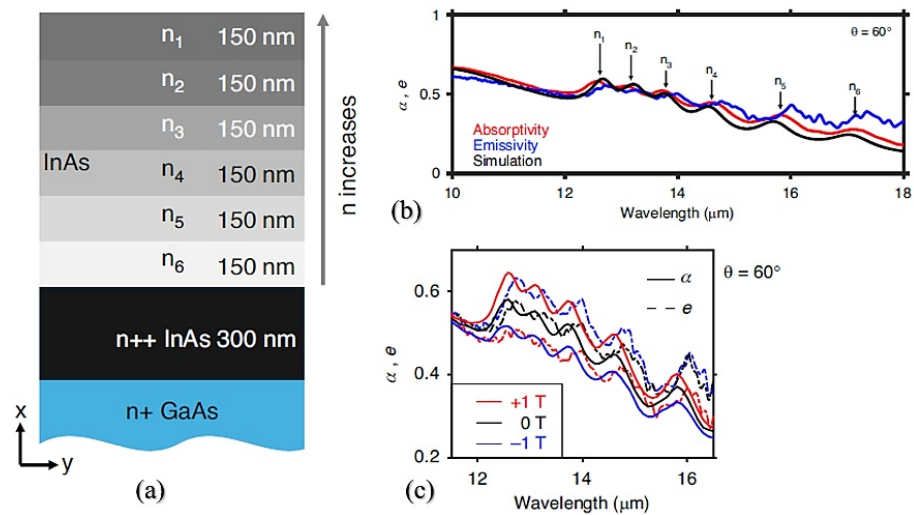 n₁ 150 nm
n₂ 150 nm
n₃ 150 nm
InAs n₄ 150 nm
n₅ 150 nm
n₆ 150 nm
n increases
n++ InAs 300 nm
n+ GaAs
x
y
(a)
1
0.5
0
α, e
n₁
n₂
n₃
n₄
n₅
n₆
θ = 60°
Absorptivity
Emissivity
Simulation
10 12 14 16 18
Wavelength (μm)
(b)
0.6
0.4
0.2
α, e
α
e
θ = 60°
+1 T
0 T
−1 T
12 14 16
Wavelength (μm)
(c)